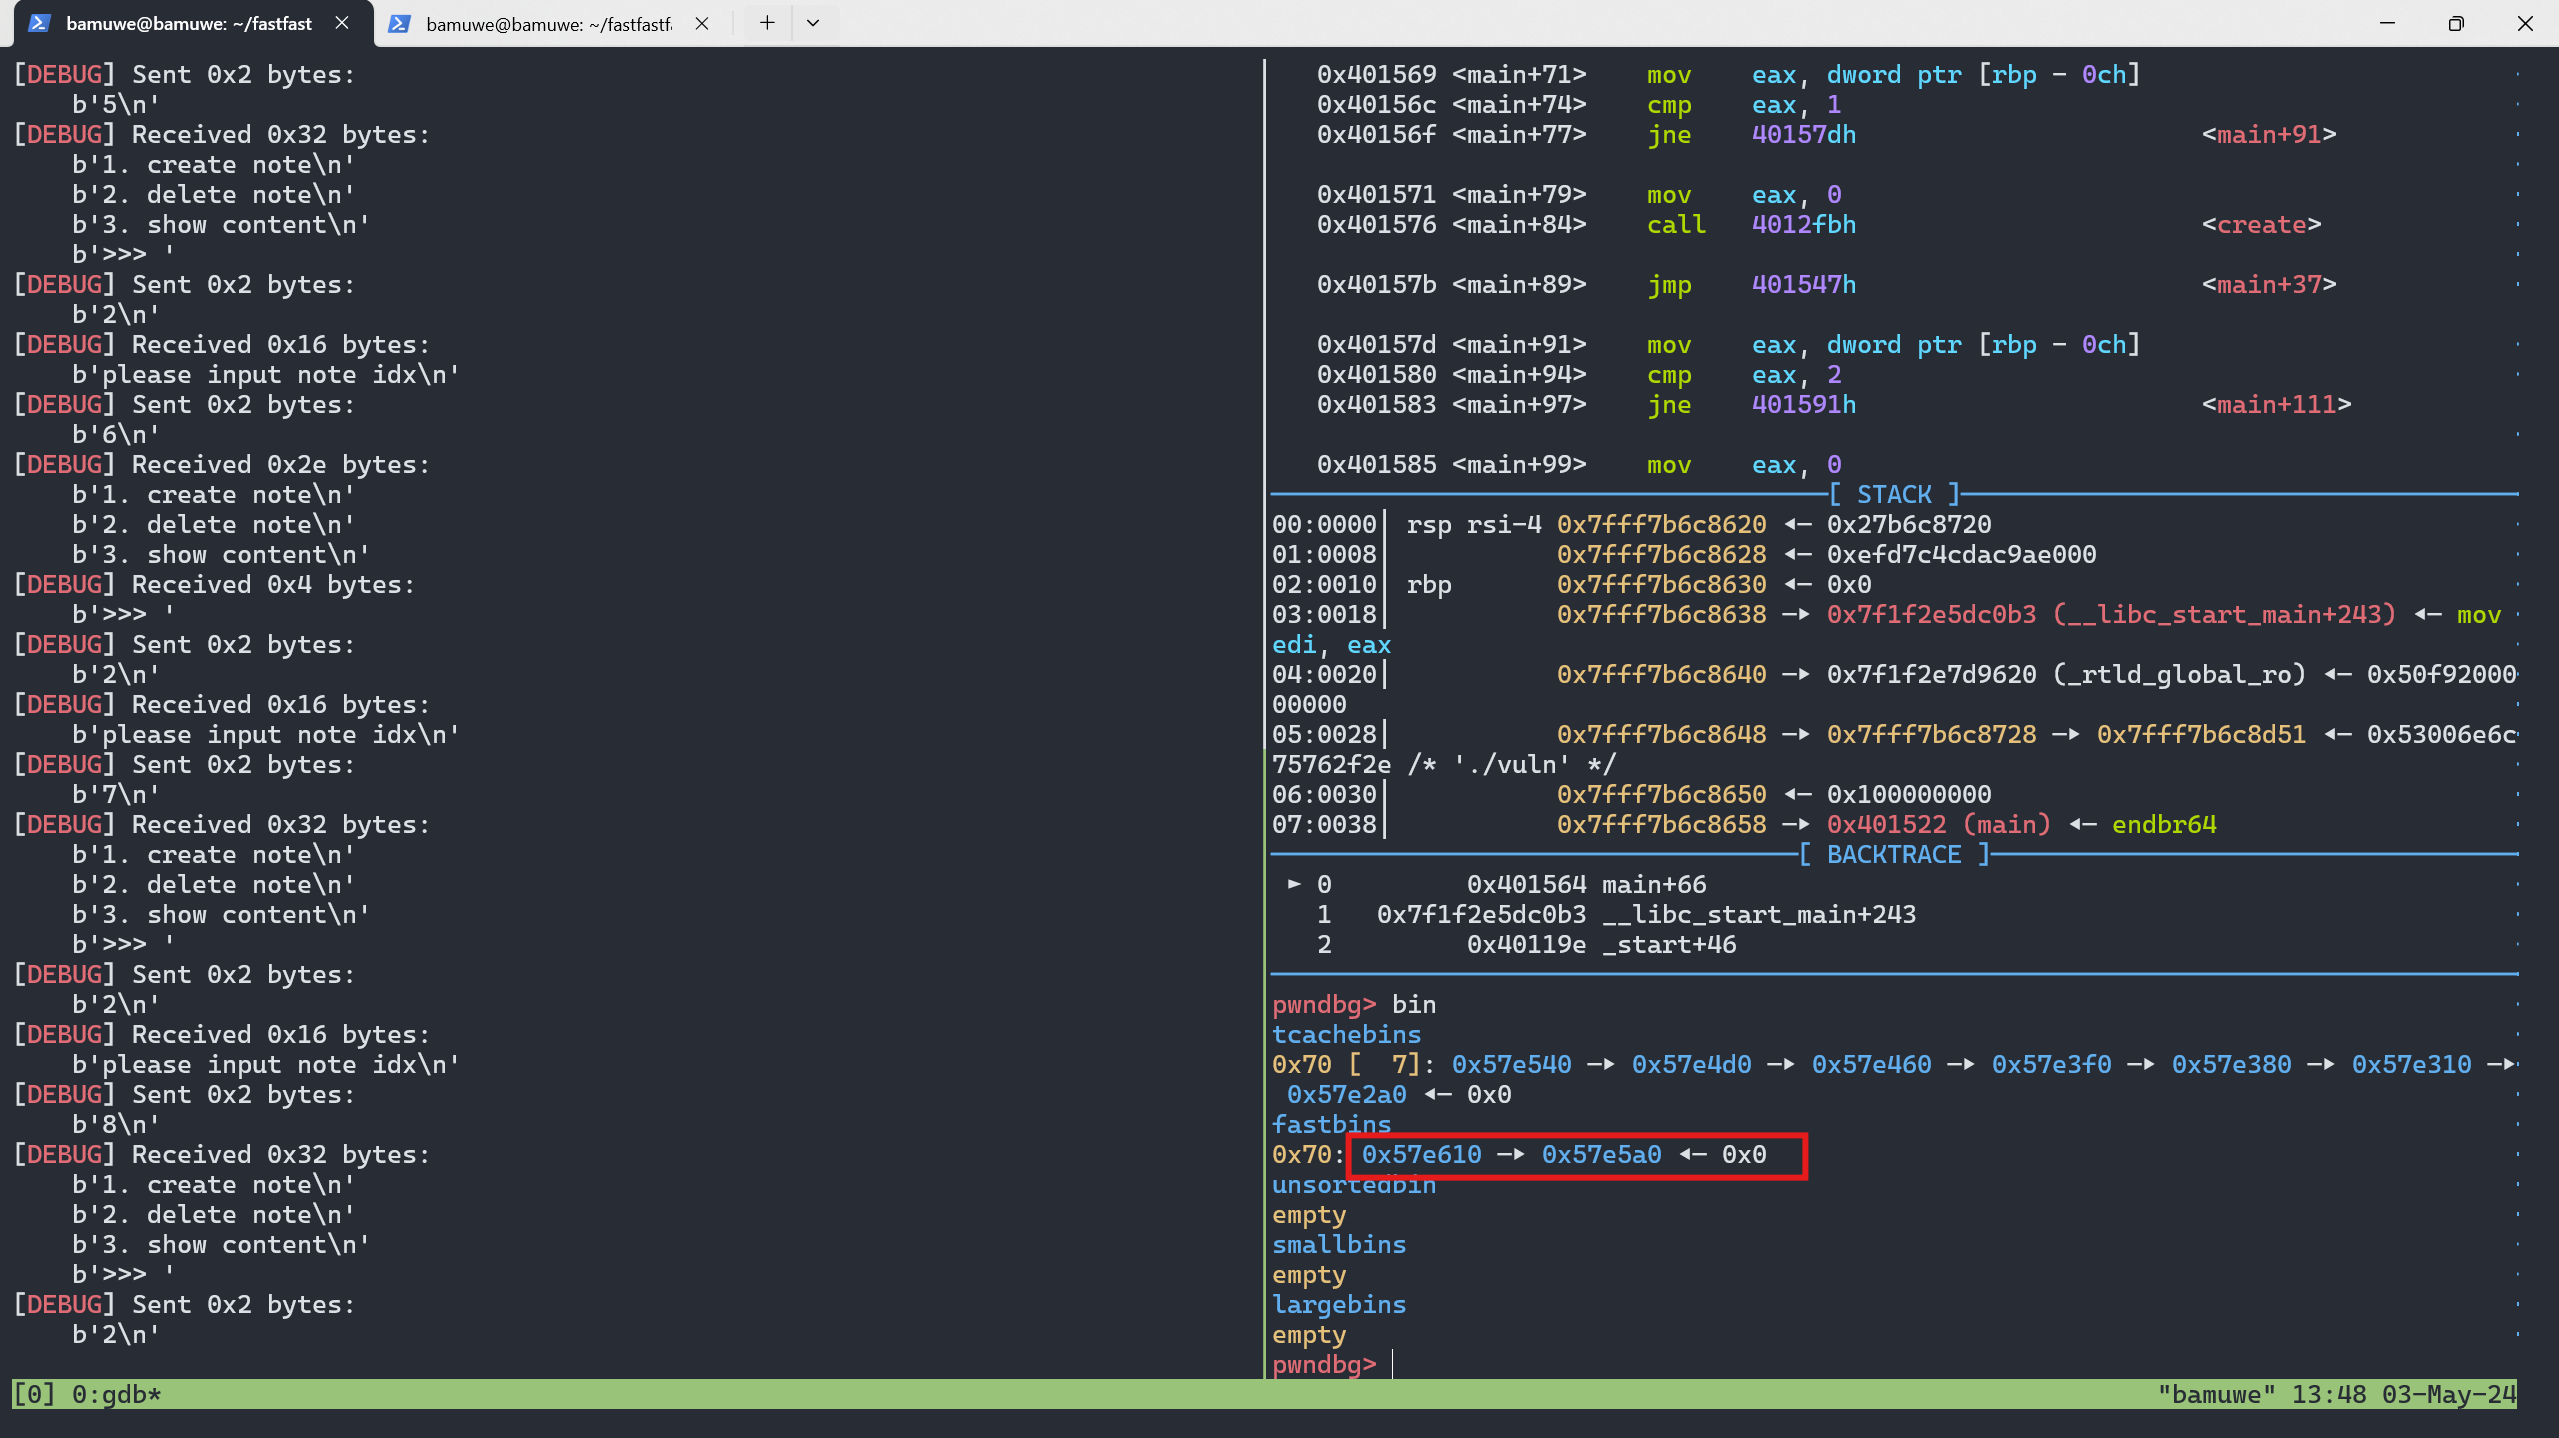 bamuwe@bamuwe: ~/fastfast
bamuwe@bamuwe: ~/fastfastf
[DEBUG] Sent 0x2 bytes:
    b'5\n'
[DEBUG] Received 0x32 bytes:
    b'1. create note\n'
    b'2. delete note\n'
    b'3. show content\n'
    b'>>> '
[DEBUG] Sent 0x2 bytes:
    b'2\n'
[DEBUG] Received 0x16 bytes:
    b'please input note idx\n'
[DEBUG] Sent 0x2 bytes:
    b'6\n'
[DEBUG] Received 0x2e bytes:
    b'1. create note\n'
    b'2. delete note\n'
    b'3. show content\n'
[DEBUG] Received 0x4 bytes:
    b'>>> '
[DEBUG] Sent 0x2 bytes:
    b'2\n'
[DEBUG] Received 0x16 bytes:
    b'please input note idx\n'
[DEBUG] Sent 0x2 bytes:
    b'7\n'
[DEBUG] Received 0x32 bytes:
    b'1. create note\n'
    b'2. delete note\n'
    b'3. show content\n'
    b'>>> '
[DEBUG] Sent 0x2 bytes:
    b'2\n'
[DEBUG] Received 0x16 bytes:
    b'please input note idx\n'
[DEBUG] Sent 0x2 bytes:
    b'8\n'
[DEBUG] Received 0x32 bytes:
    b'1. create note\n'
    b'2. delete note\n'
    b'3. show content\n'
    b'>>> '
[DEBUG] Sent 0x2 bytes:
    b'2\n'
0x401569 <main+71> mov eax, dword ptr [rbp - 0ch]
0x40156c <main+74> cmp eax, 1
0x40156f <main+77> jne 40157dh <main+91>
0x401571 <main+79> mov eax, 0
0x401576 <main+84> call 4012fbh <create>
0x40157b <main+89> jmp 401547h <main+37>
0x40157d <main+91> mov eax, dword ptr [rbp - 0ch]
0x401580 <main+94> cmp eax, 2
0x401583 <main+97> jne 401591h <main+111>
0x401585 <main+99> mov eax, 0
[ STACK ]
00:0000│ rsp rsi-4 0x7fff7b6c8620 ◂— 0x27b6c8720
01:0008│ 0x7fff7b6c8628 ◂— 0xefd7c4cdac9ae000
02:0010│ rbp 0x7fff7b6c8630 ◂— 0x0
03:0018│ 0x7fff7b6c8638 —▸ 0x7f1f2e5dc0b3 (__libc_start_main+243) ◂— mov
edi, eax
04:0020│ 0x7fff7b6c8640 —▸ 0x7f1f2e7d9620 (_rtld_global_ro) ◂— 0x50f92000
00000
05:0028│ 0x7fff7b6c8648 —▸ 0x7fff7b6c8728 —▸ 0x7fff7b6c8d51 ◂— 0x53006e6c
75762f2e /* './vuln' */
06:0030│ 0x7fff7b6c8650 ◂— 0x100000000
07:0038│ 0x7fff7b6c8658 —▸ 0x401522 (main) ◂— endbr64
[ BACKTRACE ]
► 0 0x401564 main+66
1 0x7f1f2e5dc0b3 __libc_start_main+243
2 0x40119e _start+46
pwndbg> bin
tcachebins
0x70 [  7]: 0x57e540 —▸ 0x57e4d0 —▸ 0x57e460 —▸ 0x57e3f0 —▸ 0x57e380 —▸ 0x57e310 —▸
0x57e2a0 ◂— 0x0
fastbins
0x70: 0x57e610 —▸ 0x57e5a0 ◂— 0x0
unsortedbin
empty
smallbins
empty
largebins
empty
pwndbg>
[0] 0:gdb*
"bamuwe" 13:48 03-May-24